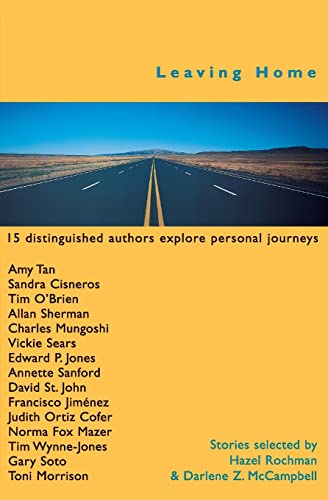 Leaving Home
15 distinguished authors explore personal journeys
Amy Tan
Sandra Cisneros
Tim O'Brien
Allan Sherman
Charles Mungoshi
Vickie Sears
Edward P. Jones
Annette Sanford
David St. John
Francisco Jiménez
Judith Ortiz Cofer
Norma Fox Mazer
Tim Wynne-Jones
Gary Soto
Toni Morrison
Stories selected by
Hazel Rochman
& Darlene Z. McCampbell